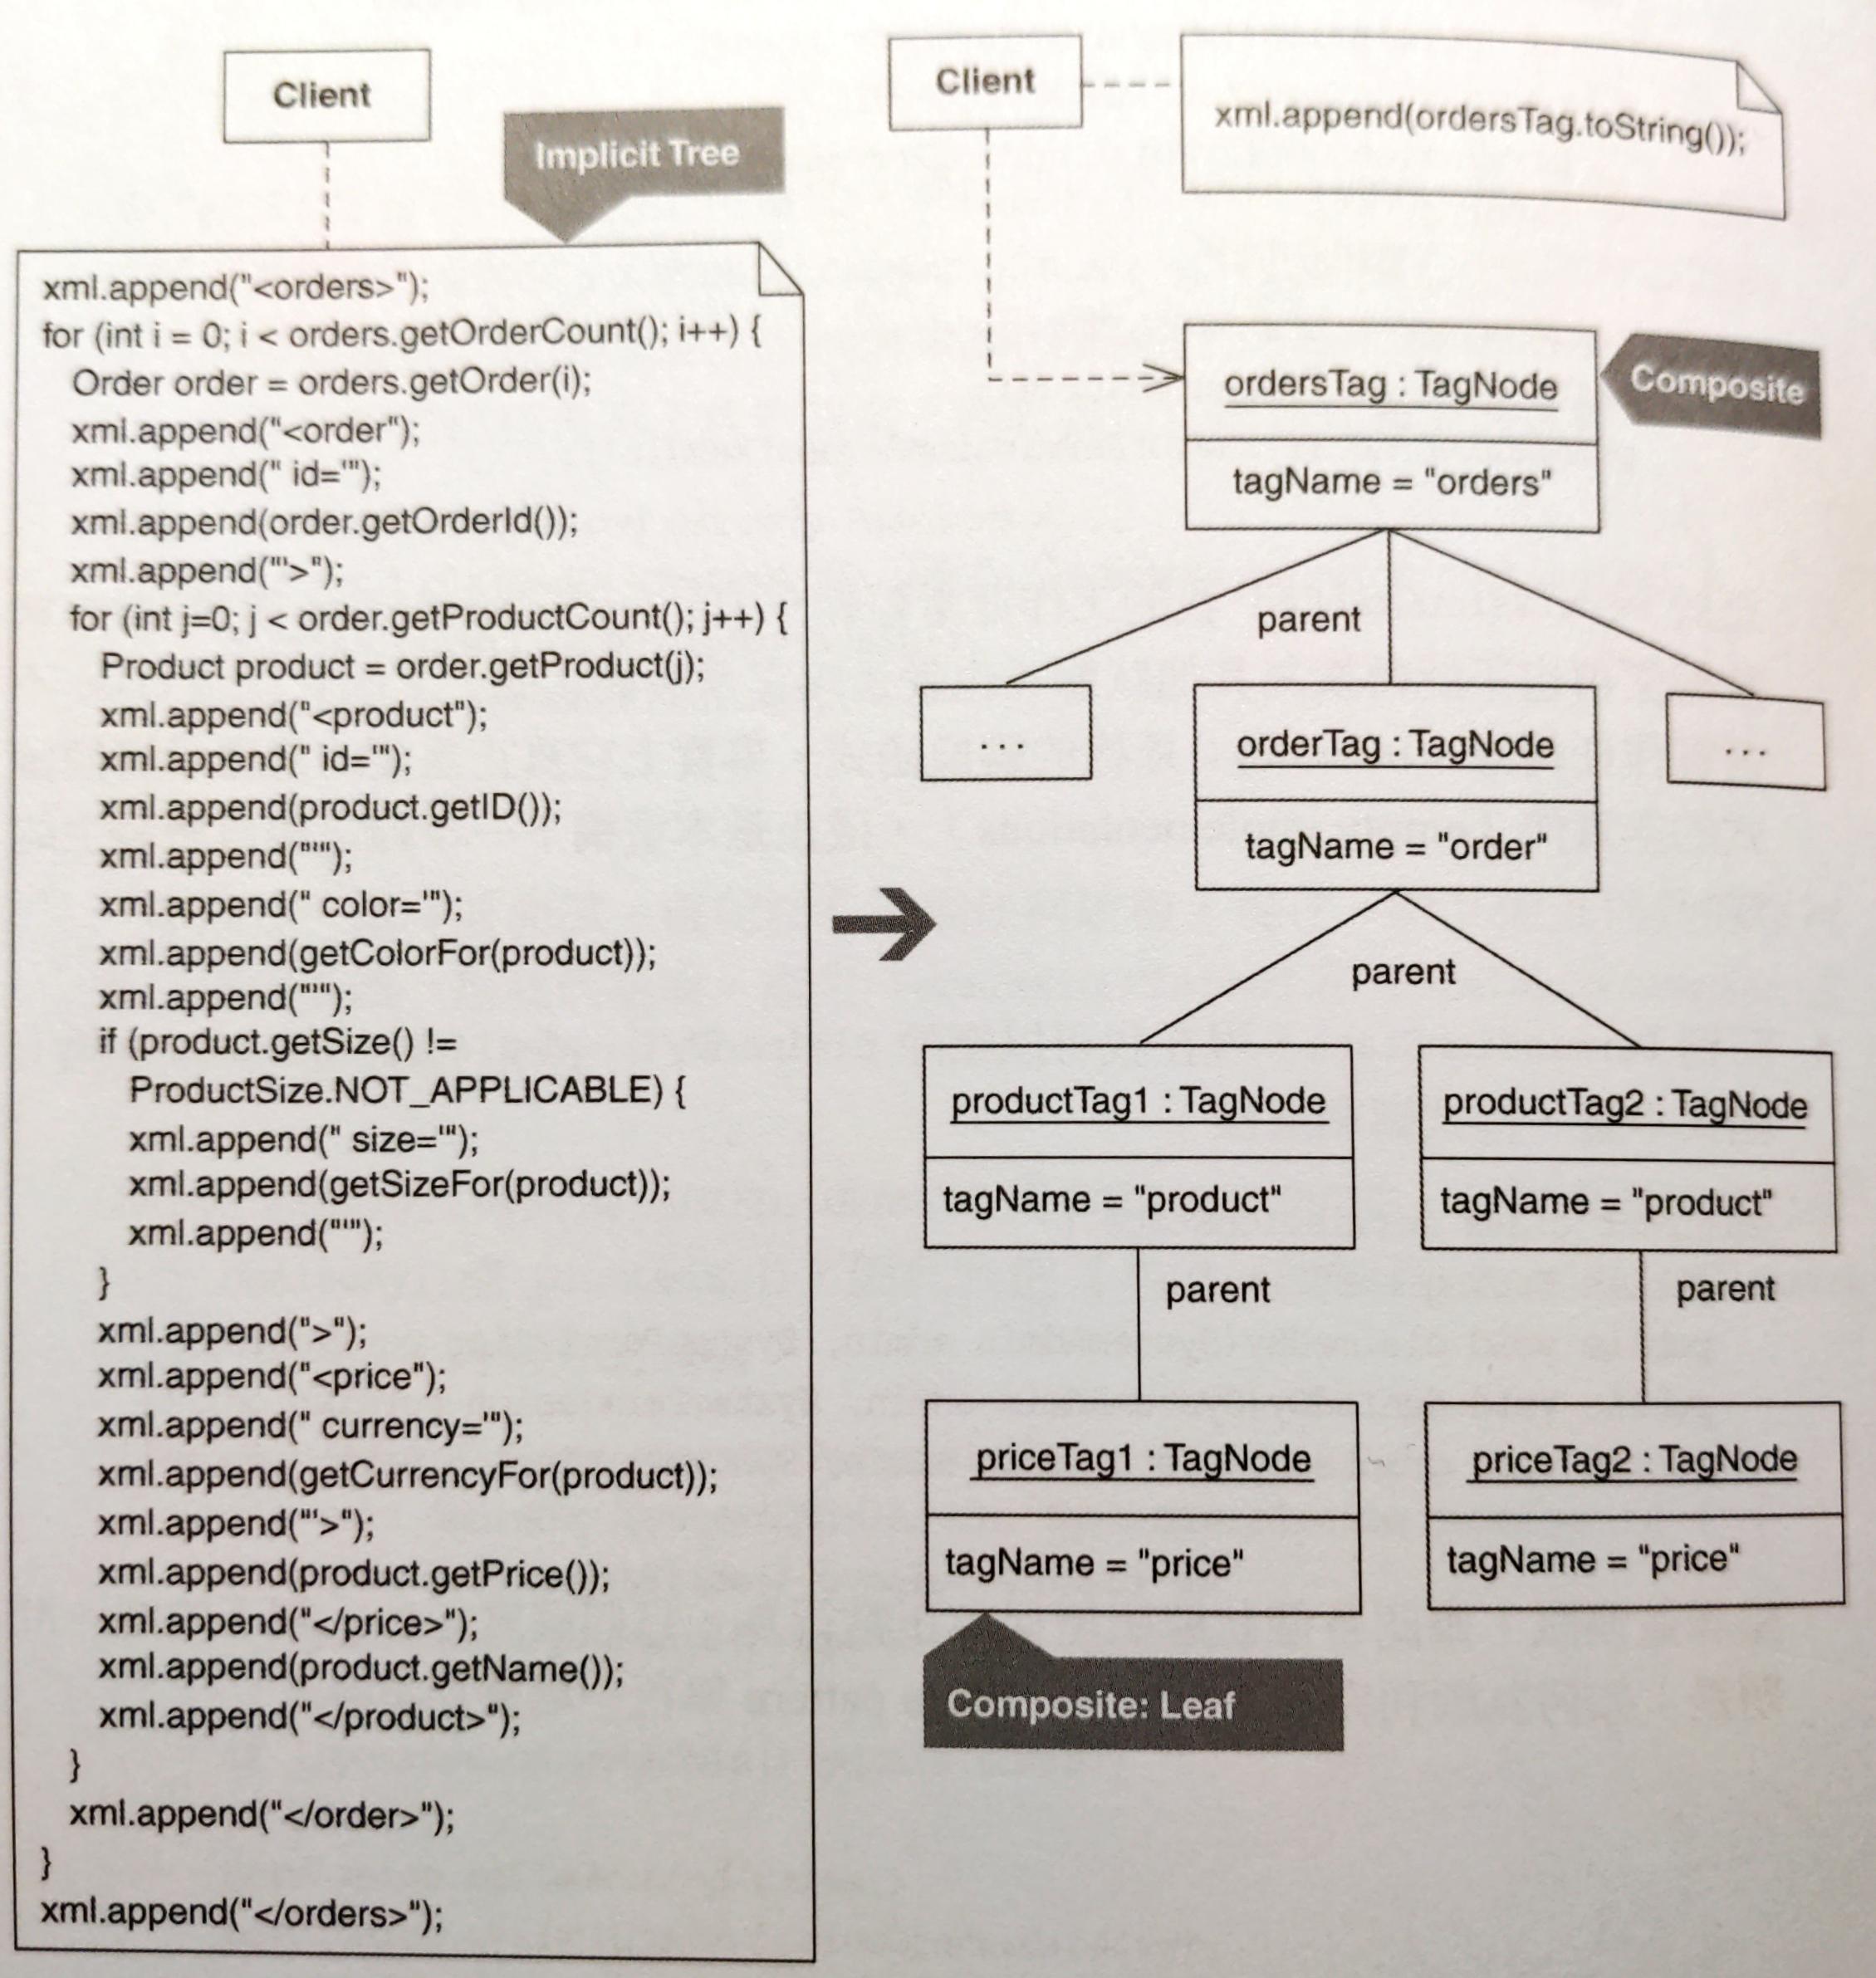 Client
Implicit Tree
xml.append("<orders>");
for (int i = 0; i < orders.getOrderCount(); i++) {
Order order = orders.getOrder(i);
xml.append("<order");
xml.append(" id='");
xml.append(order.getOrderId());
xml.append("'>");
for (int j=0; j < order.getProductCount(); j++) {
Product product = order.getProduct(j);
xml.append("<product");
xml.append(" id='");
xml.append(product.getID());
xml.append("'");
xml.append(" color='");
xml.append(getColorFor(product));
xml.append("'");
if (product.getSize() !=
ProductSize.NOT_APPLICABLE) {
xml.append(" size='");
xml.append(getSizeFor(product));
xml.append("'");
}
xml.append(">");
xml.append("<price");
xml.append(" currency='");
xml.append(getCurrencyFor(product));
xml.append("'>");
xml.append(product.getPrice());
xml.append("</price>");
xml.append(product.getName());
xml.append("</product>");
}
xml.append("</order>");
}
xml.append("</orders>");
Client
xml.append(ordersTag.toString());
ordersTag : TagNode
Composite
tagName = "orders"
parent
...
orderTag : TagNode
...
tagName = "order"
parent
productTag1 : TagNode
productTag2 : TagNode
tagName = "product"
tagName = "product"
parent
parent
priceTag1 : TagNode
priceTag2 : TagNode
tagName = "price"
tagName = "price"
Composite: Leaf